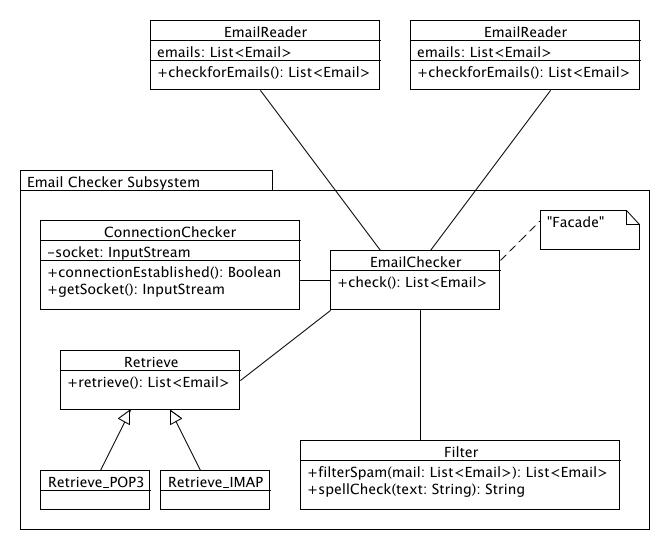 EmailReader
emails: List<Email>
+checkforEmails(): List<Email>
EmailReader
emails: List<Email>
+checkforEmails(): List<Email>
Email Checker Subsystem
ConnectionChecker
-socket: InputStream
+connectionEstablished(): Boolean
+getSocket(): InputStream
EmailChecker
+check(): List<Email>
"Facade"
Retrieve
+retrieve(): List<Email>
Retrieve_POP3
Retrieve_IMAP
Filter
+filterSpam(mail: List<Email>): List<Email>
+spellCheck(text: String): String